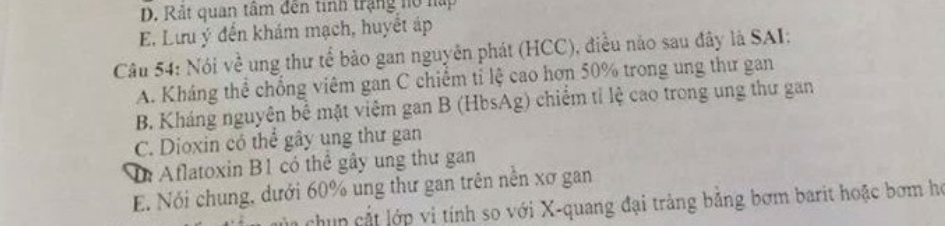 D. Rất quan tâm đến tình trạng hô hấp
E. Lưu ý đến khám mạch, huyết áp
Câu 54: Nói về ung thư tế bào gan nguyên phát (HCC), điều nào sau đây là SAI:
A. Kháng thể chống viêm gan C chiếm tỉ lệ cao hơn 50% trong ung thư gan
B. Kháng nguyên bề mặt viêm gan B (HbsAg) chiếm tỉ lệ cao trong ung thư gan
C. Dioxin có thể gây ung thư gan
D. Aflatoxin B1 có thể gây ung thư gan
E. Nói chung, dưới 60% ung thư gan trên nền xơ gan
chụp cắt lớp vi tính so với X-quang đại tràng bằng bơm barit hoặc bơm